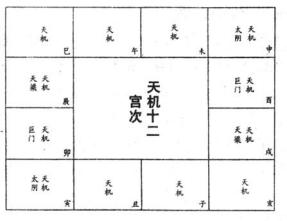 天机 巳
天机 午
天机 未
太阴 天机 申
天梁 天机 辰
巨门 天机 酉
天机十二宫次
巨门 天机 卯
天梁 天机 戌
太阴 天机 寅
天机 丑
天机 子
天机 亥